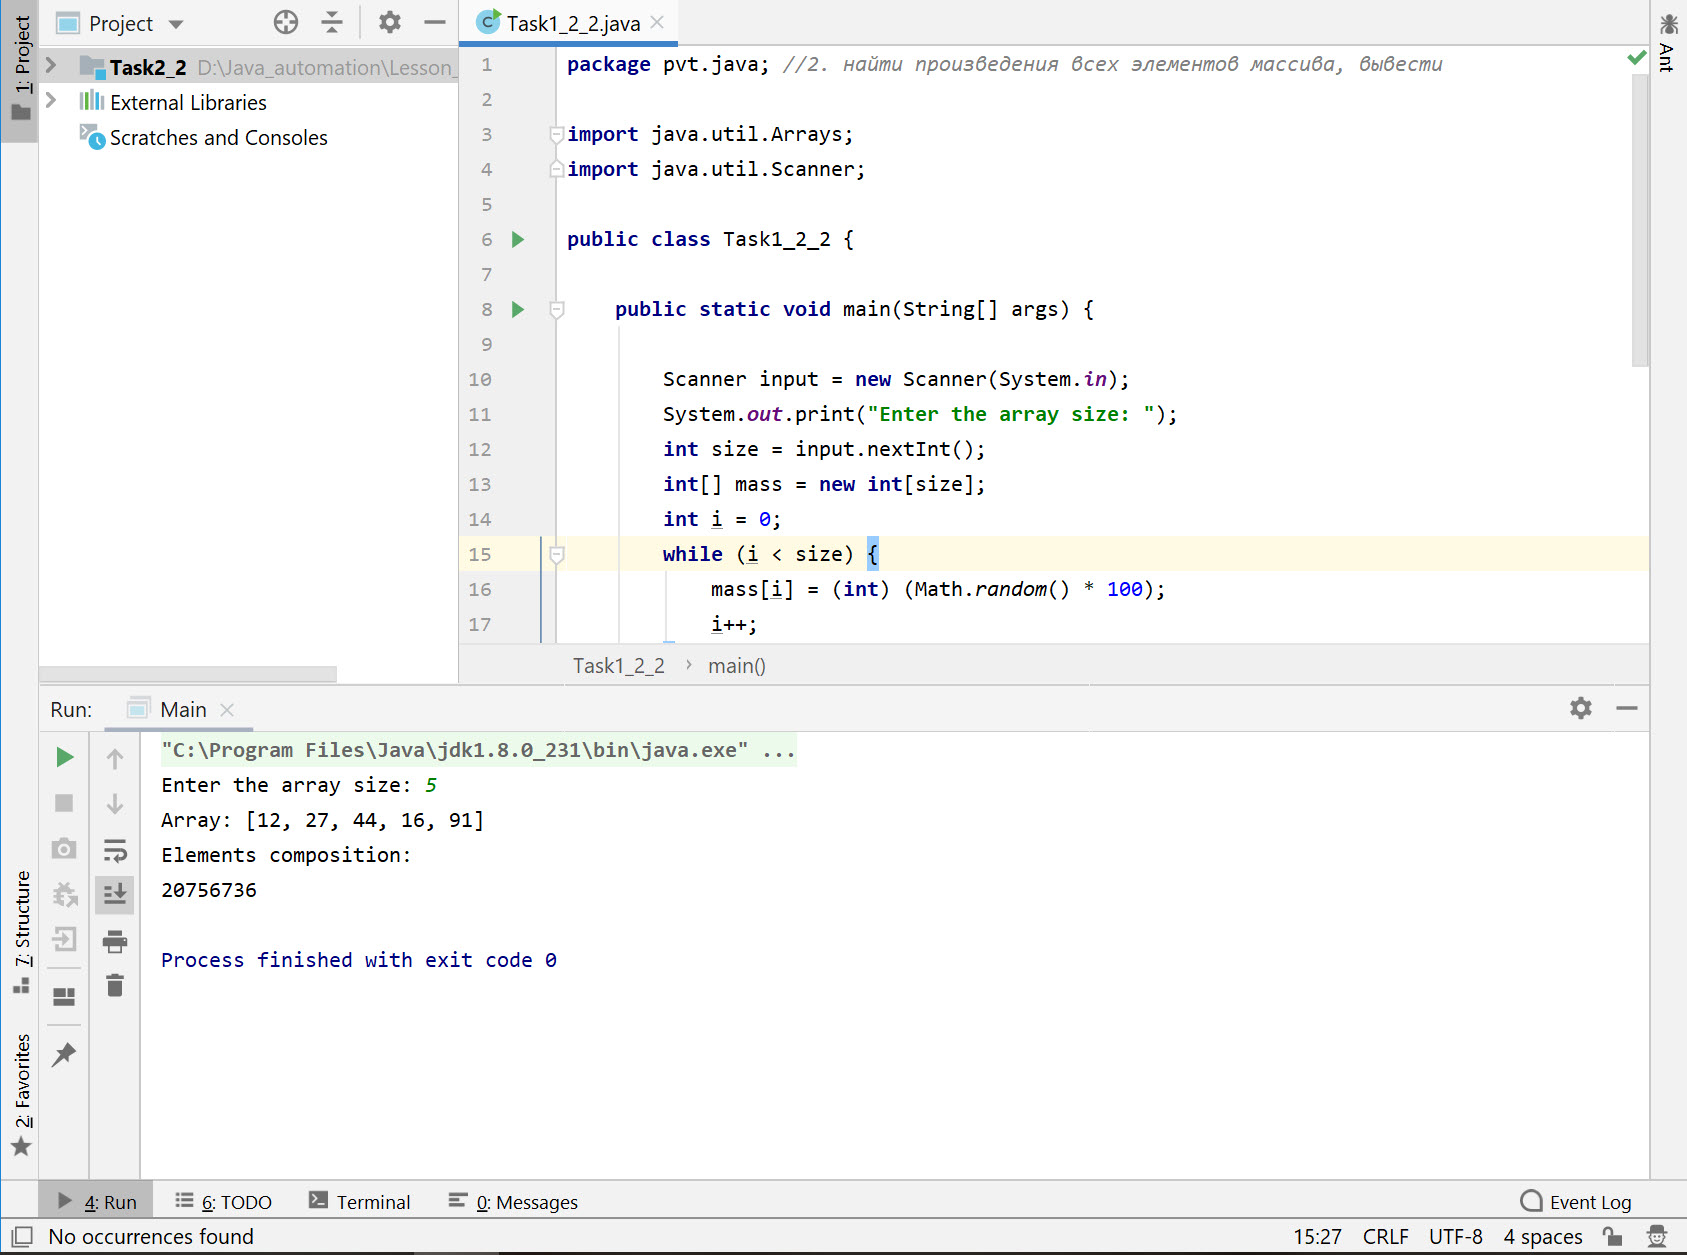 1: Project
Project
Task2_2 D:\Java_automation\Lesson_
External Libraries
Scratches and Consoles
Task1_2_2.java
1 package pvt.java; //2. найти произведения всех элементов массива, вывести
2
3 import java.util.Arrays;
4 import java.util.Scanner;
5
6 public class Task1_2_2 {
7
8 public static void main(String[] args) {
9
10 Scanner input = new Scanner(System.in);
11 System.out.print("Enter the array size: ");
12 int size = input.nextInt();
13 int[] mass = new int[size];
14 int i = 0;
15 while (i < size) {
16 mass[i] = (int) (Math.random() * 100);
17 i++;
Task1_2_2 › main()
Ant
Run: Main
"C:\Program Files\Java\jdk1.8.0_231\bin\java.exe" ...
Enter the array size: 5
Array: [12, 27, 44, 16, 91]
Elements composition:
20756736
Process finished with exit code 0
7: Structure
2: Favorites
4: Run 6: TODO Terminal 0: Messages Event Log
No occurrences found 15:27 CRLF UTF-8 4 spaces